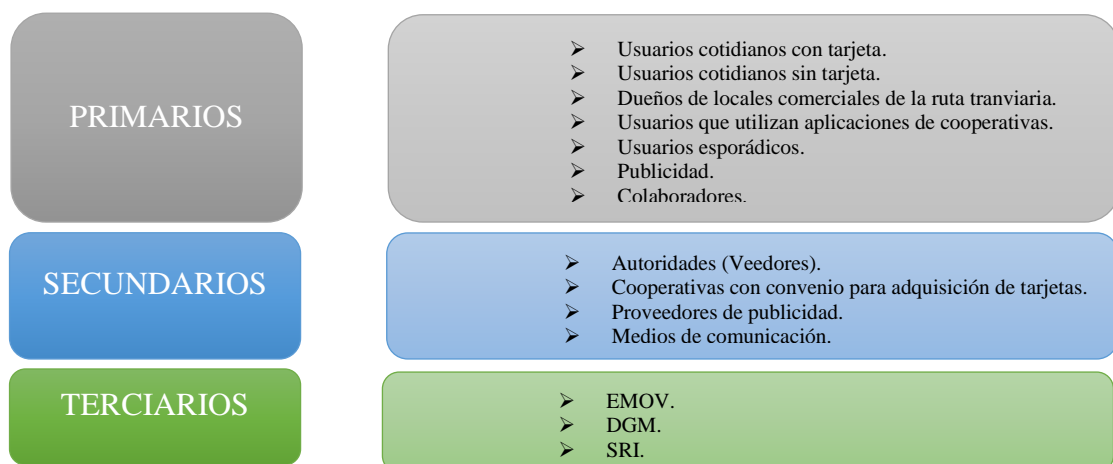 PRIMARIOS
➢ Usuarios cotidianos con tarjeta.
➢ Usuarios cotidianos sin tarjeta.
➢ Dueños de locales comerciales de la ruta tranviaria.
➢ Usuarios que utilizan aplicaciones de cooperativas.
➢ Usuarios esporádicos.
➢ Publicidad.
➢ Colaboradores.
SECUNDARIOS
➢ Autoridades (Veedores).
➢ Cooperativas con convenio para adquisición de tarjetas.
➢ Proveedores de publicidad.
➢ Medios de comunicación.
TERCIARIOS
➢ EMOV.
➢ DGM.
➢ SRI.